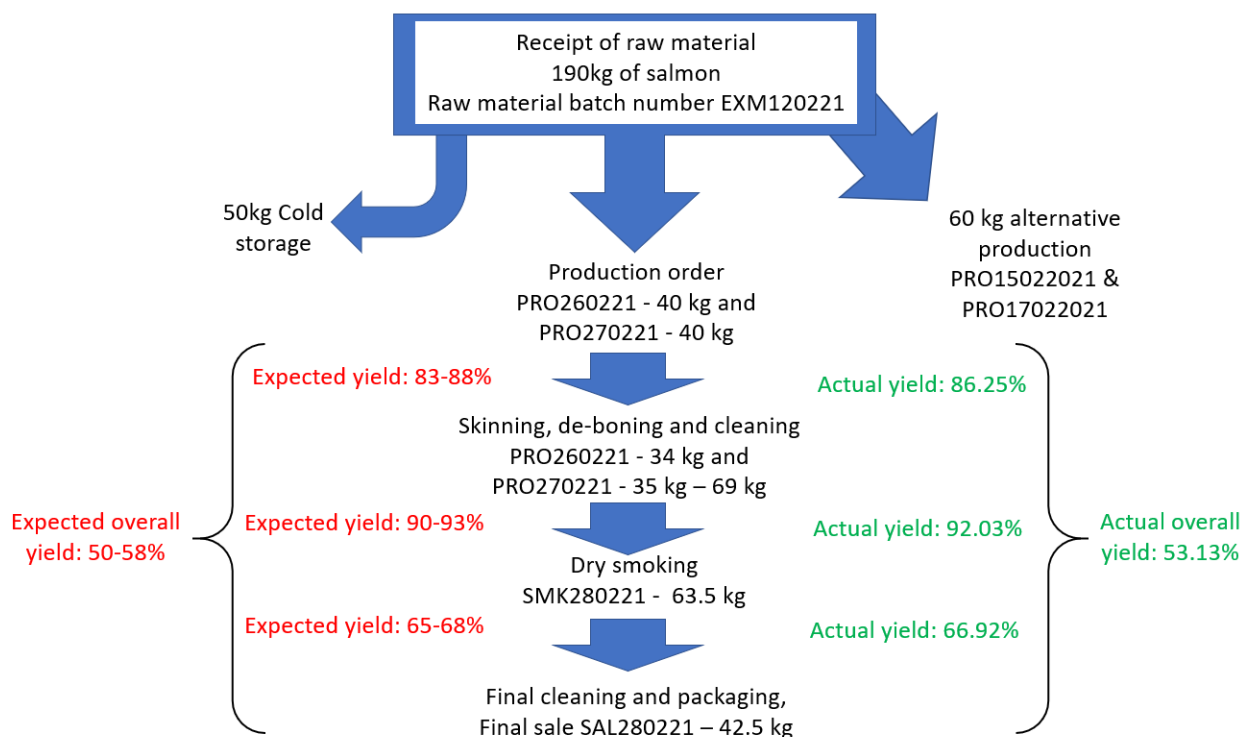 Receipt of raw material
190kg of salmon
Raw material batch number EXM120221
50kg Cold
storage
60 kg alternative
production
PRO15022021 &
PRO17022021
Production order
PRO260221 - 40 kg and
PRO270221 - 40 kg
Expected yield: 83-88%
Actual yield: 86.25%
Skinning, de-boning and cleaning
PRO260221 - 34 kg and
PRO270221 - 35 kg – 69 kg
Expected overall
yield: 50-58%
Expected yield: 90-93%
Actual yield: 92.03%
Actual overall
yield: 53.13%
Dry smoking
SMK280221 -  63.5 kg
Expected yield: 65-68%
Actual yield: 66.92%
Final cleaning and packaging,
Final sale SAL280221 – 42.5 kg